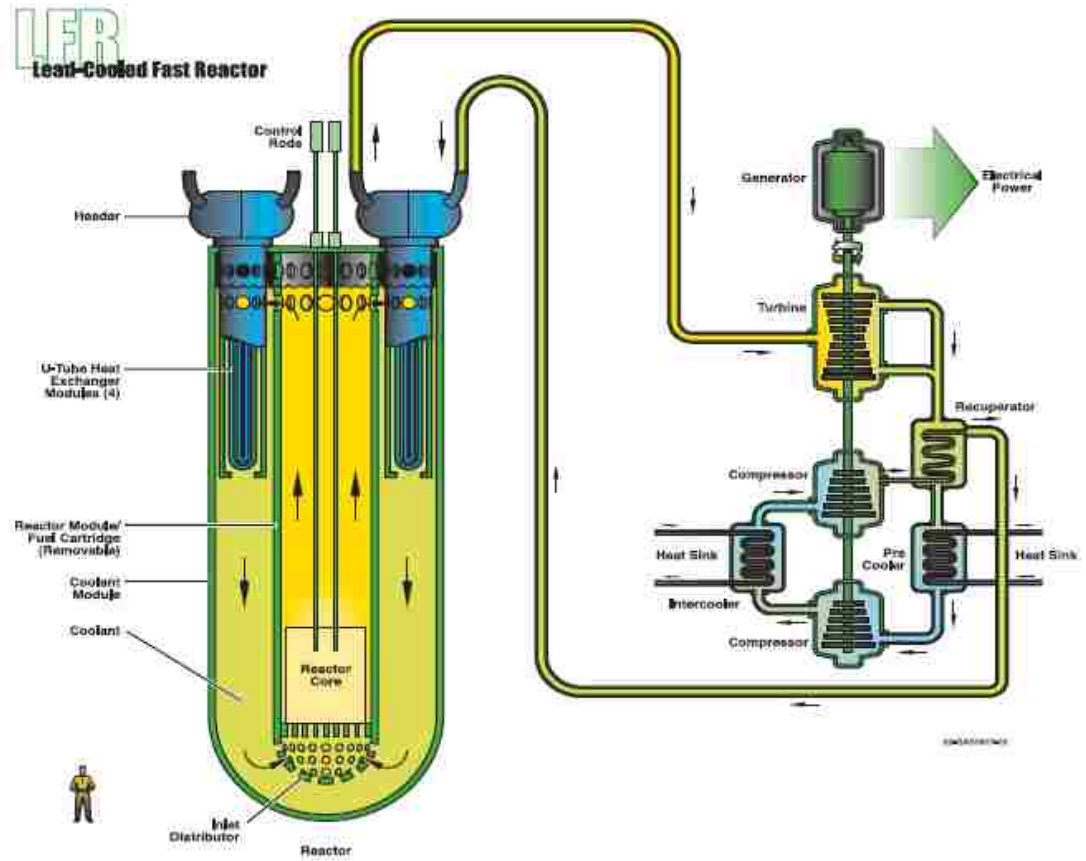 LFR
Lead-Cooled Fast Reactor
Control
Rods
Header
U-Tube Heat
Exchanger
Modules (4)
Reactor Module/
Fuel Cartridge
(Removable)
Coolant
Module
Coolant
Reactor
Core
Inlet
Distributor
Reactor
Generator
Electrical
Power
Turbine
Recuperator
Compressor
Heat Sink
Pre
Cooler
Heat Sink
Intercooler
Compressor